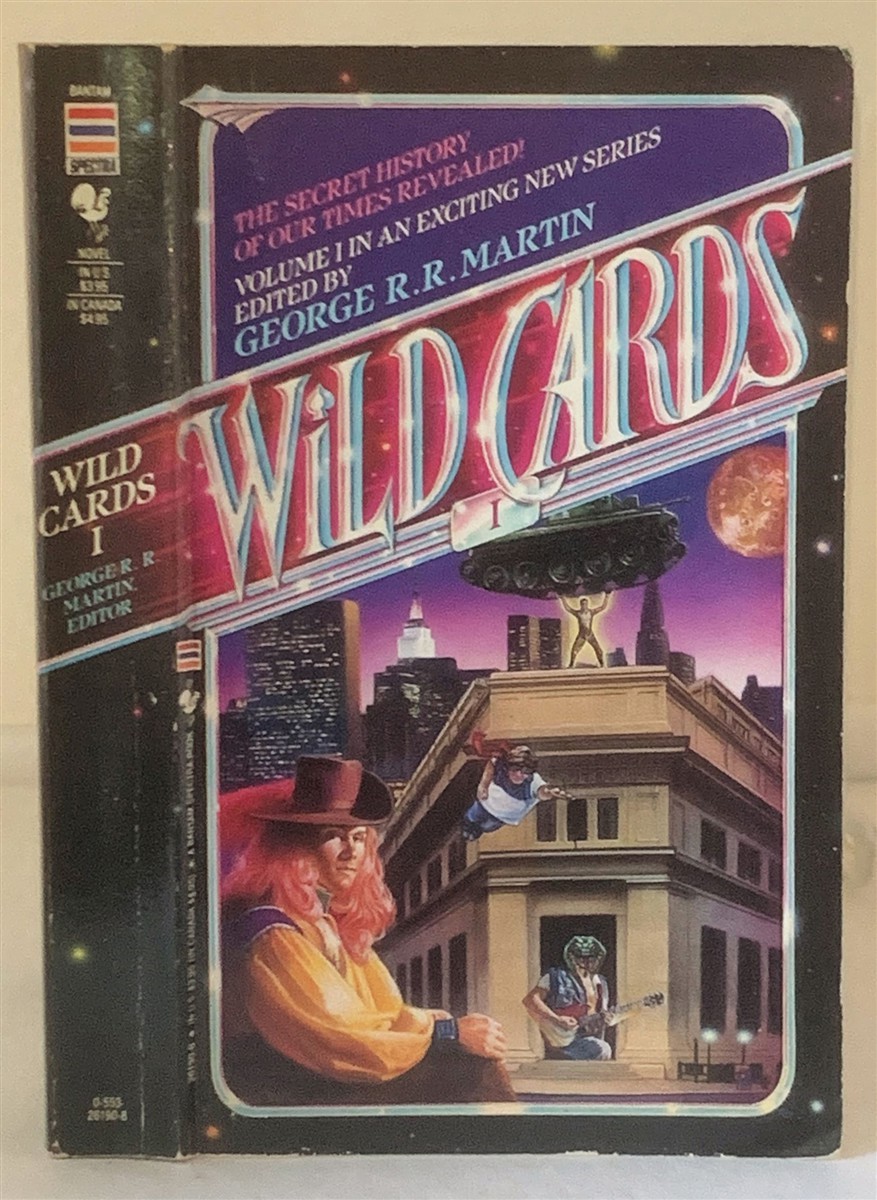 BANTAM
SPECTRA
NOVEL
IN U S
$3.95
IN CANADA
$4.95
WILD
CARDS
I
GEORGE R. R.
MARTIN,
EDITOR
0-553-
26190-8
THE SECRET HISTORY
OF OUR TIMES REVEALED!
VOLUME I IN AN EXCITING NEW SERIES
EDITED BY
GEORGE R.R. MARTIN
WiLD CARDS
I